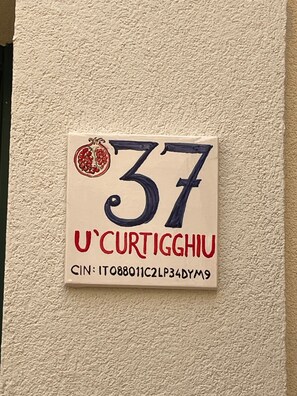 37
U`CURTIGGHIU
CIN: IT088011C2LP34DYM9